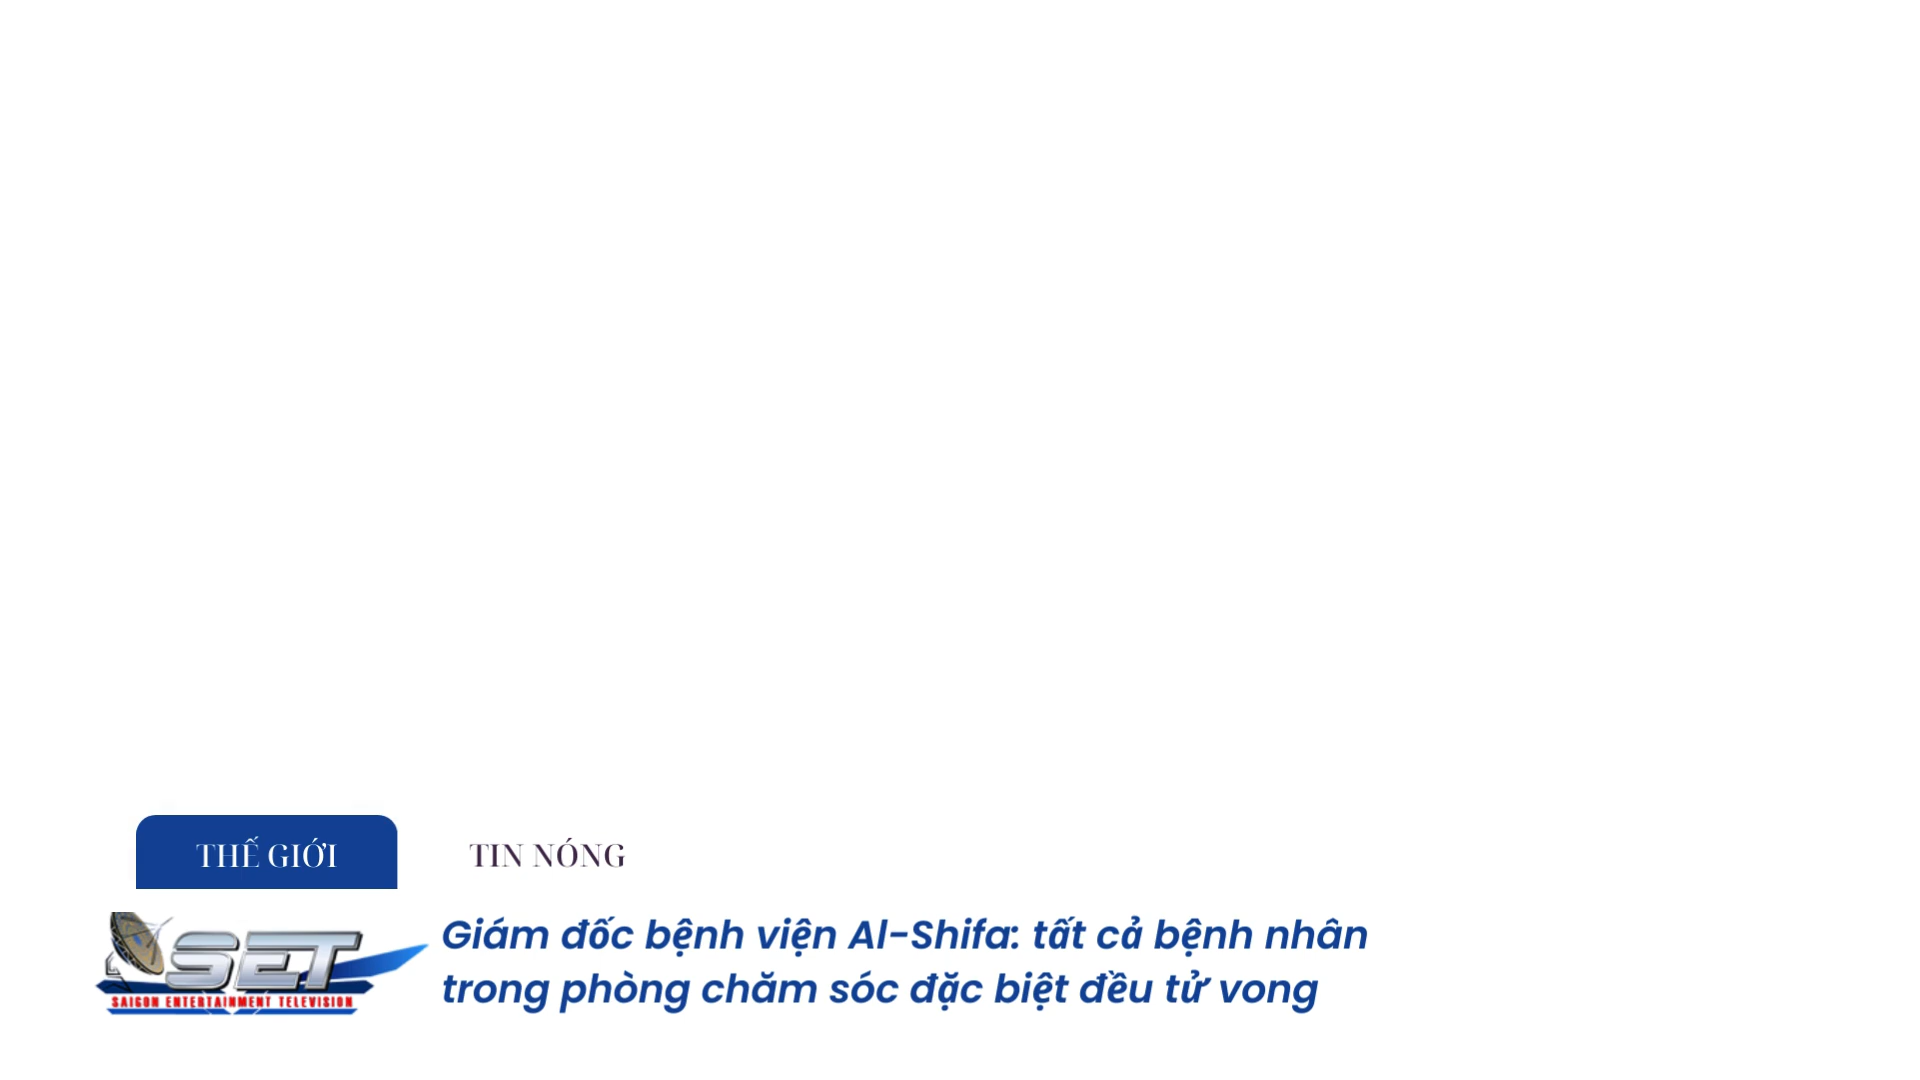 THẾ GIỚI
TIN NÓNG
SET
SAIGON ENTERTAINMENT TELEVISION
Giám đốc bệnh viện Al-Shifa: tất cả bệnh nhân
trong phòng chăm sóc đặc biệt đều tử vong